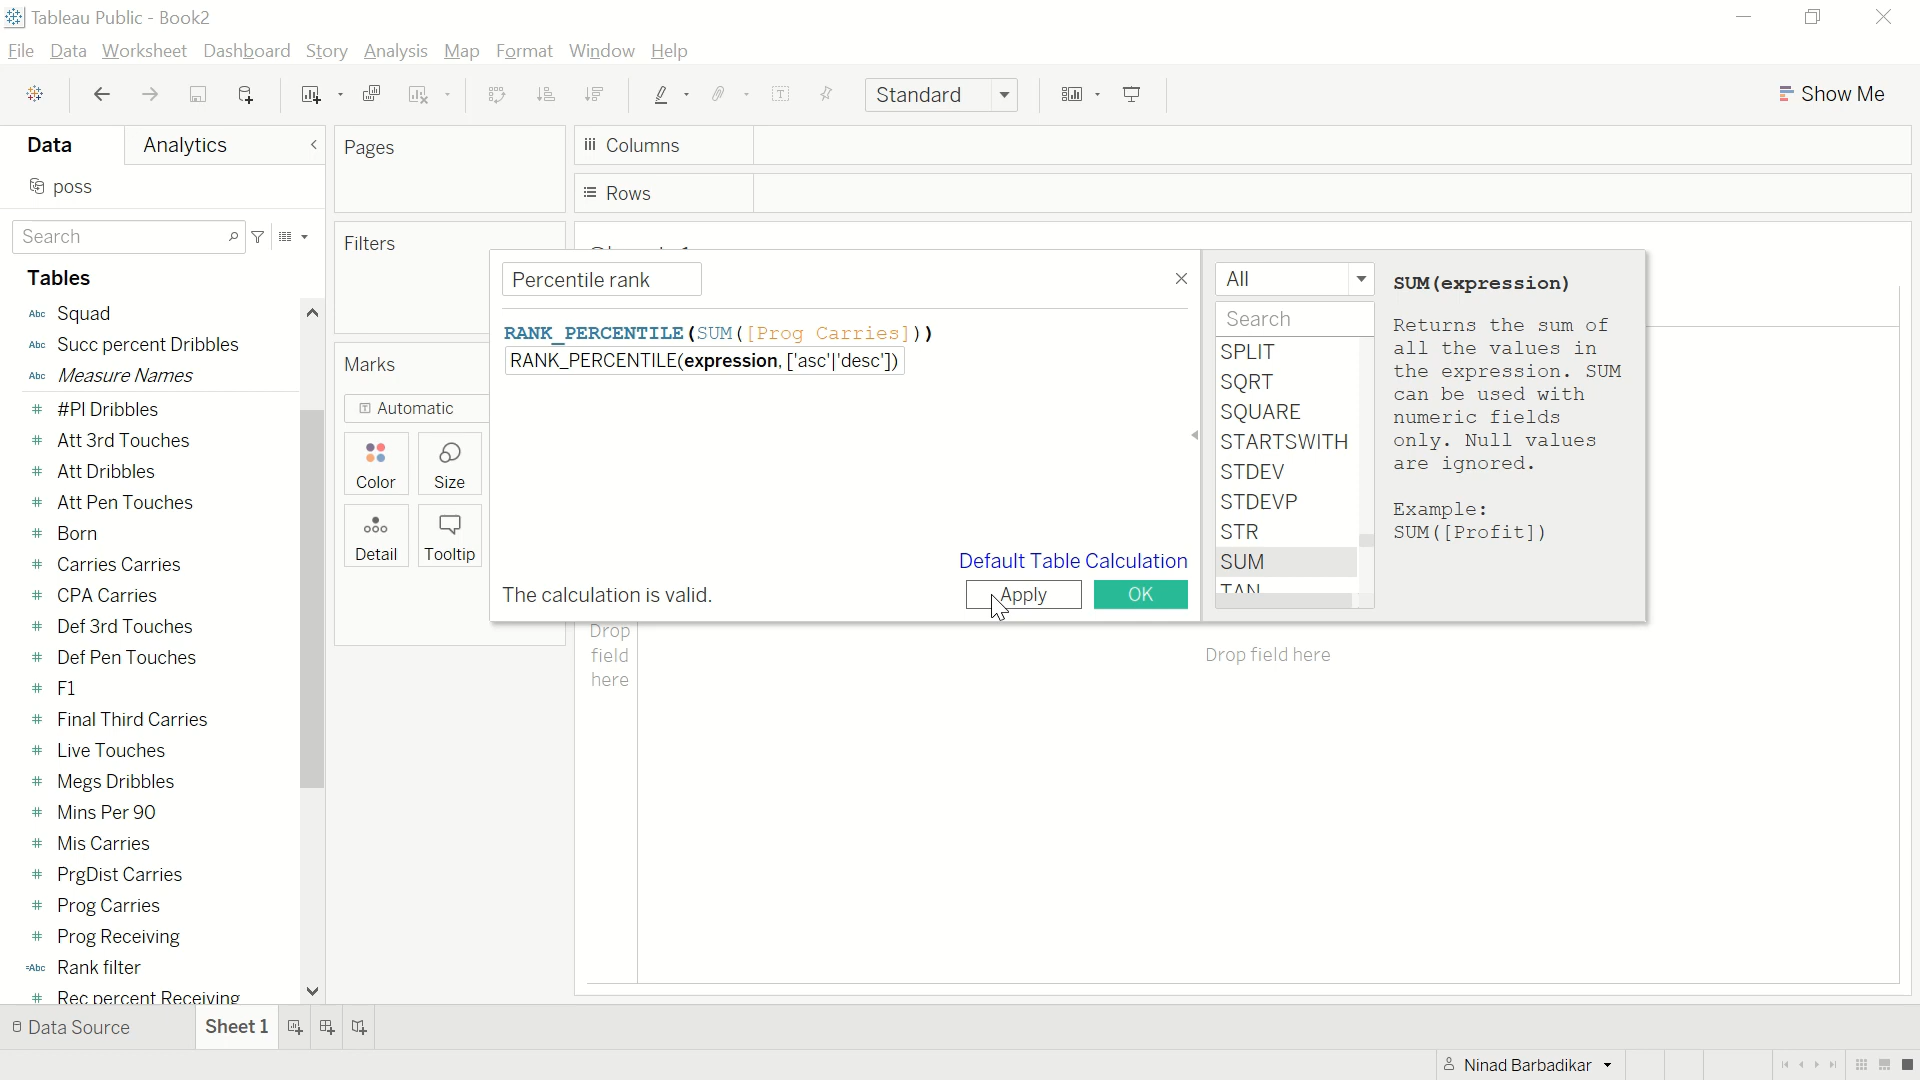 Tableau Public - Book2
File Data Worksheet Dashboard Story Analysis Map Format Window Help
Standard
Show Me
Data
Analytics
poss
Search
Tables
Abc Squad
Abc Succ percent Dribbles
Abc Measure Names
# #Pl Dribbles
# Att 3rd Touches
# Att Dribbles
# Att Pen Touches
# Born
# Carries Carries
# CPA Carries
# Def 3rd Touches
# Def Pen Touches
# F1
# Final Third Carries
# Live Touches
# Megs Dribbles
# Mins Per 90
# Mis Carries
# PrgDist Carries
# Prog Carries
# Prog Receiving
=Abc Rank filter
# Rec percent Receiving
Pages
Filters
Marks
Automatic
Color
Size
Detail
Tooltip
Columns
Rows
Percentile rank
RANK_PERCENTILE(SUM([Prog Carries]))
RANK_PERCENTILE(expression, ['asc'|'desc'])
Default Table Calculation
The calculation is valid.
Apply
OK
All
Search
SPLIT
SQRT
SQUARE
STARTSWITH
STDEV
STDEVP
STR
SUM
TAN
SUM(expression)
Returns the sum of
all the values in
the expression. SUM
can be used with
numeric fields
only. Null values
are ignored.
Example:
SUM([Profit])
Drop
field
here
Drop field here
Data Source
Sheet 1
Ninad Barbadikar